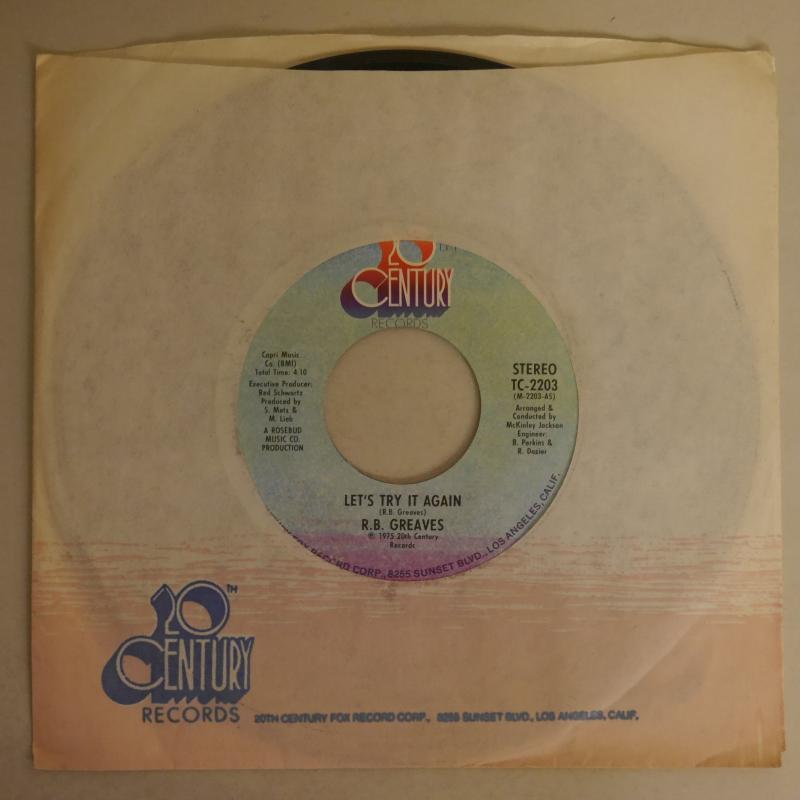 20
CENTURY
RECORDS
Capri Music
Co. (BMI)
Total Time: 4:10
Executive Producer:
Red Schwartz
Produced by
S. Metz &
M. Lieb
A ROSEBUD
MUSIC CO.
PRODUCTION
STEREO
TC-2203
(M-2203-AS)
Arranged &
Conducted by
McKinley Jackson
Engineer:
B. Perkins &
R. Dozier
LET'S TRY IT AGAIN
(R.B. Greaves)
R.B. GREAVES
℗ 1975 20th Century
Records
CORP., 8255 SUNSET BLVD., LOS ANGELES, CALIF.
20TH
CENTURY
RECORDS
20TH CENTURY FOX RECORD CORP., 8255 SUNSET BLVD., LOS ANGELES, CALIF.